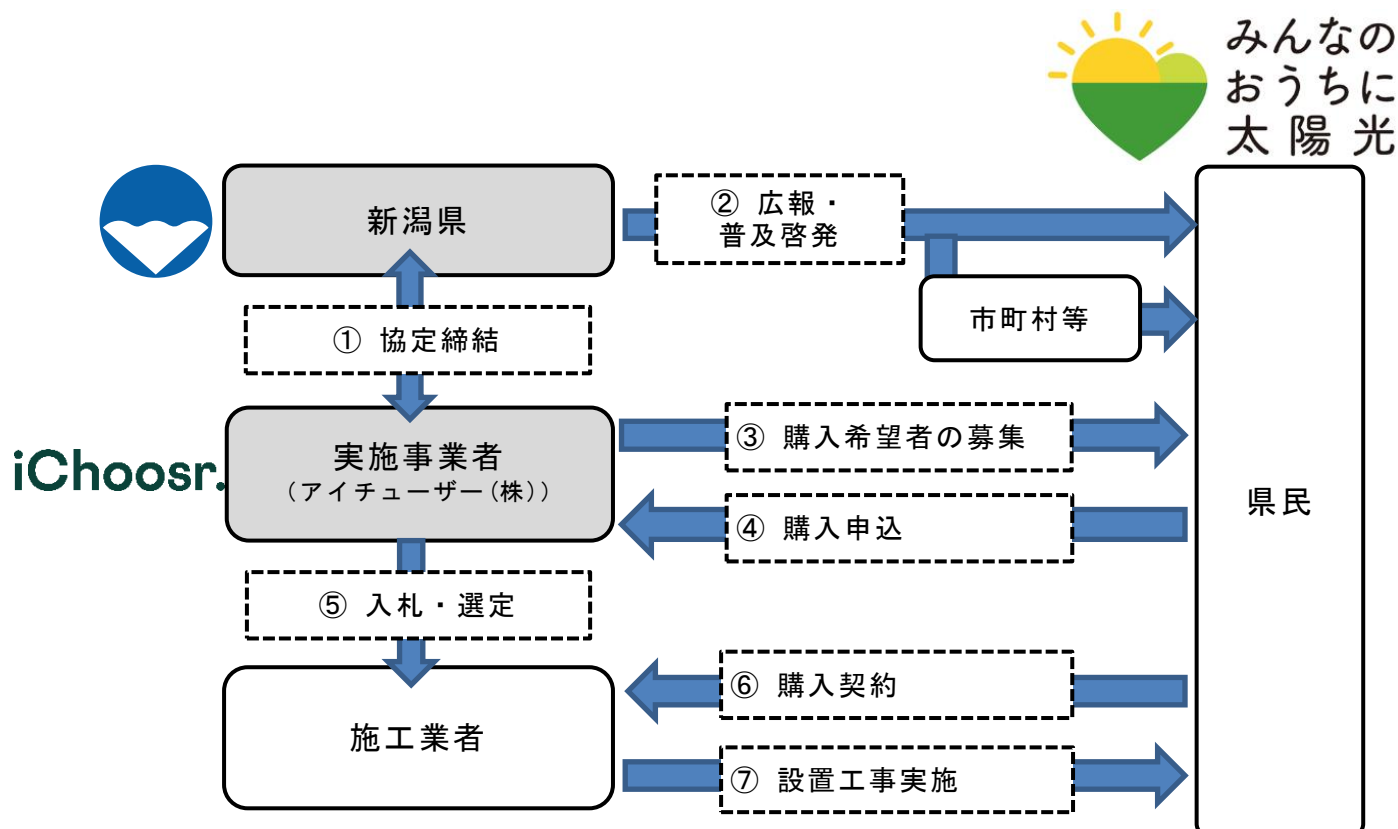 みんなの
おうちに
太陽光
新潟県
② 広報・
普及啓発
市町村等
① 協定締結
iChoosr.
実施事業者
（アイチューザー（株））
③ 購入希望者の募集
④ 購入申込
県民
⑤ 入札・選定
⑥ 購入契約
施工業者
⑦ 設置工事実施